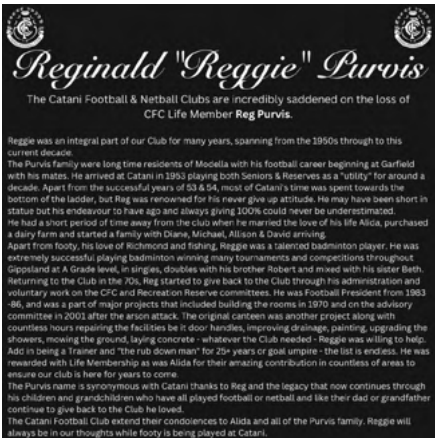 Reginald "Reggie" Purvis
The Catani Football & Netball Clubs are incredibly saddened on the loss of
CFC Life Member Reg Purvis.
Reggie was an integral part of our Club for many years, spanning from the 1950s through to this
current decade.
The Purvis family were long time residents of Modella with his football career beginning at Garfield
with his mates. He arrived at Catani in 1953 playing both Seniors & Reserves as a "utility" for around a
decade. Apart from the successful years of 53 & 54, most of Catani's time was spent towards the
bottom of the ladder, but Reg was renowned for his never give up attitude. He may have been short in
statue but his endeavour to have ago and always giving 100% could never be underestimated.
He had a short period of time away from the club when he married the love of his life Alida, purchased
a dairy farm and started a family with Diane, Michael, Allison & David arriving.
Apart from footy, his love of Richmond and fishing, Reggie was a talented badminton player. He was
extremely successful playing badminton winning many tournaments and competitions throughout
Gippsland at A Grade level, in singles, doubles with his brother Robert and mixed with his sister Beth.
Returning to the Club in the 70s, Reg started to give back to the Club through his administration and
voluntary work on the CFC and Recreation Reserve committees. He was Football President from 1983
-86, and was a part of major projects that included building the rooms in 1970 and on the advisory
committee in 2001 after the arson attack. The original canteen was another project along with
countless hours repairing the facilities be it door handles, improving drainage, painting, upgrading the
showers, mowing the ground, laying concrete - whatever the Club needed - Reggie was willing to help.
Add in being a Trainer and "the rub down man" for 25+ years or goal umpire - the list is endless. He was
rewarded with Life Membership as was Alida for their amazing contribution in countless of areas to
ensure our club is here for years to come.
The Purvis name is synonymous with Catani thanks to Reg and the legacy that now continues through
his children and grandchildren who have all played football or netball and like their dad or grandfather
continue to give back to the Club he loved.
The Catani Football Club extend their condolences to Alida and all of the Purvis family. Reggie will
always be in our thoughts while footy is being played at Catani.